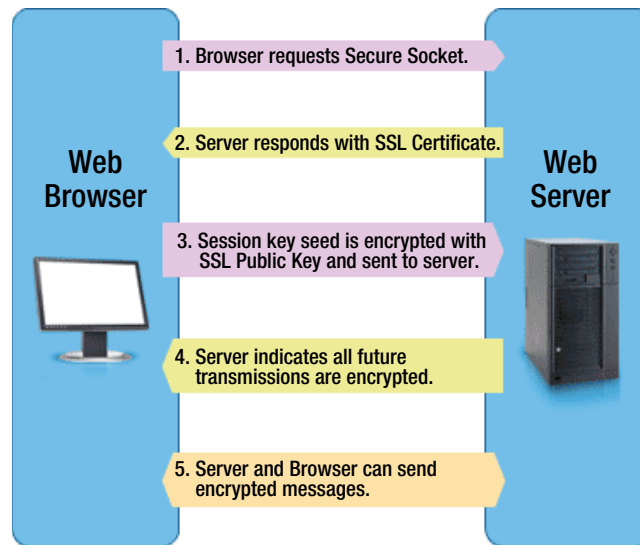 1. Browser requests Secure Socket.
2. Server responds with SSL Certificate.
Web
Browser
Web
Server
3. Session key seed is encrypted with
SSL Public Key and sent to server.
4. Server indicates all future
transmissions are encrypted.
5. Server and Browser can send
encrypted messages.